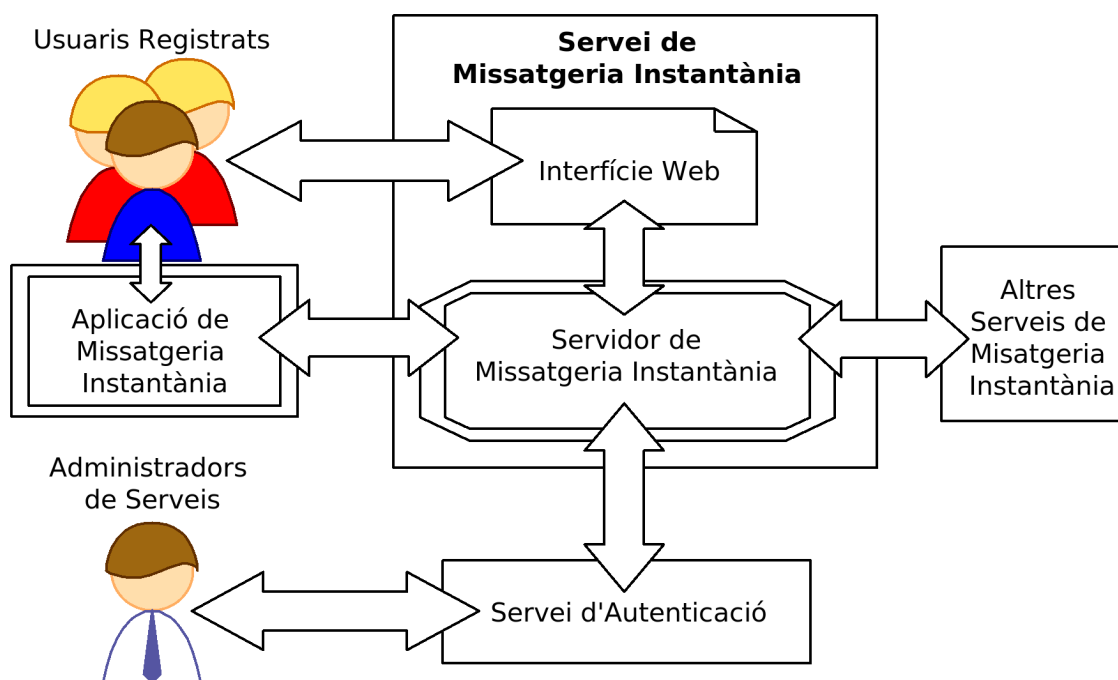 Usuaris Registrats
Servei de
Missatgeria Instantània
Interfície Web
Aplicació de
Missatgeria
Instantània
Servidor de
Missatgeria Instantània
Altres
Serveis de
Misatgeria
Instantània
Administradors
de Serveis
Servei d'Autenticació